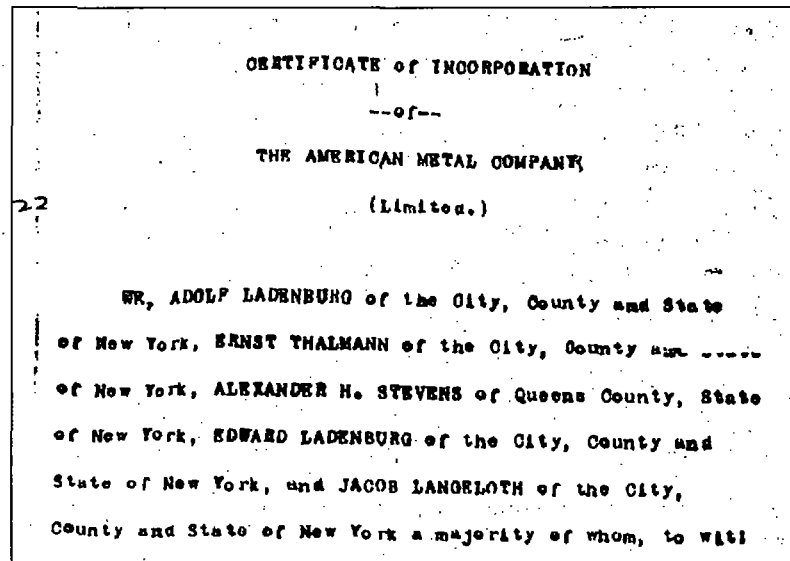 CERTIFICATE of INCORPORATION
--of--
THE AMERICAN METAL COMPANY
(Limited.)
22
WE, ADOLF LADENBURG of the City, County and State
of New York, ERNST THALMANN of the City, County and
of New York, ALEXANDER H. STEVENS of Queens County, State
of New York, EDWARD LADENBURG of the City, County and
State of New York, and JACOB LANGELOTH of the City,
County and State of New York a majority of whom, to wit: